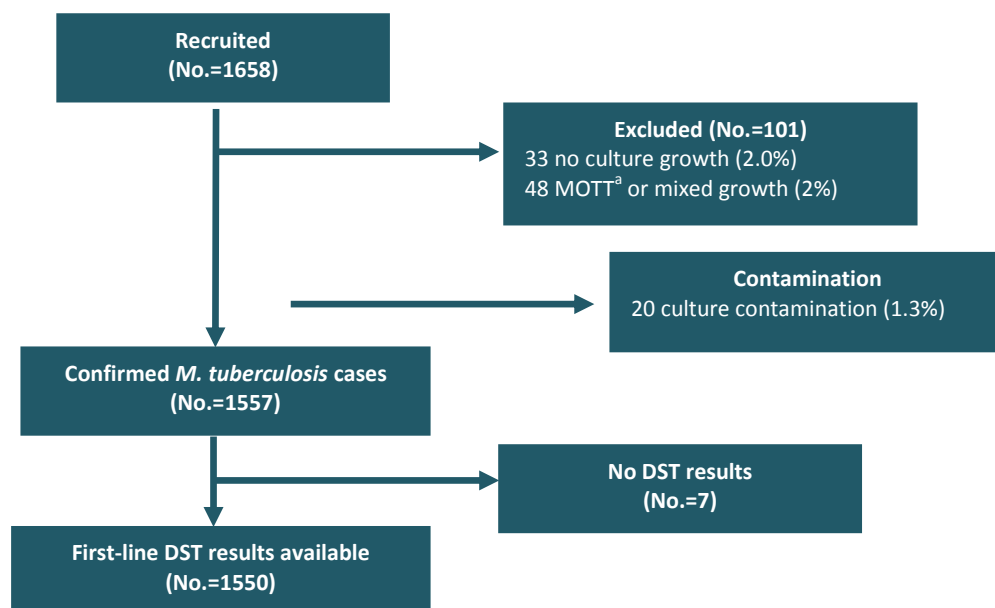 Recruited
(No.=1658)
Excluded (No.=101)
33 no culture growth (2.0%)
48 MOTTa or mixed growth (2%)
Contamination
20 culture contamination (1.3%)
Confirmed M. tuberculosis cases
(No.=1557)
No DST results
(No.=7)
First-line DST results available
(No.=1550)